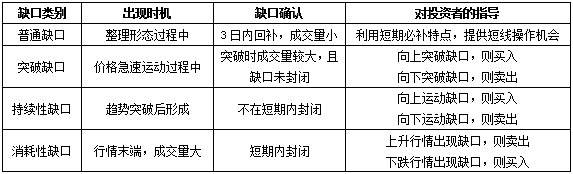 缺口类别 出现时机 缺口确认 对投资者的指导
普通缺口 整理形态过程中 3日内回补，成交量小 利用短期必补特点，提供短线操作机会
突破缺口 价格急速运动过程中 突破时成交量较大，且缺口未封闭 向上突破缺口，则买入
向下突破缺口，则卖出
持续性缺口 趋势突破后形成 不在短期内封闭 向上运动缺口，则买入
向下运动缺口，则卖出
消耗性缺口 行情末端，成交量大 短期内封闭 上升行情出现缺口，则卖出
下跌行情出现缺口，则买入